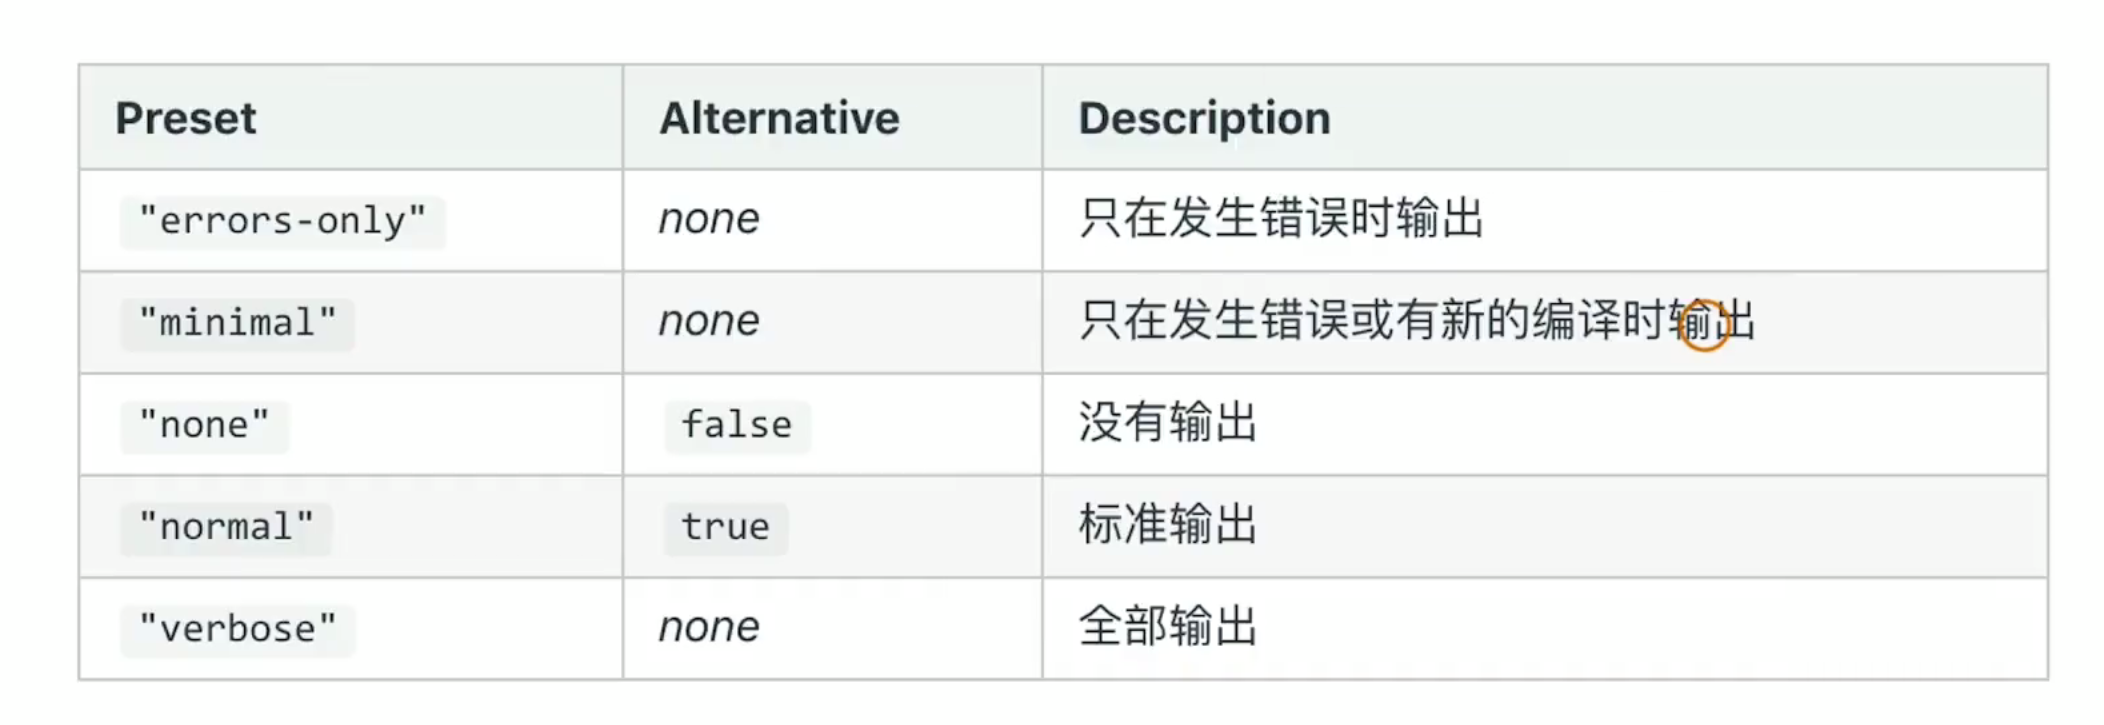 Preset Alternative Description
"errors-only" none 只在发生错误时输出
"minimal" none 只在发生错误或有新的编译时输出
"none" false 没有输出
"normal" true 标准输出
"verbose" none 全部输出